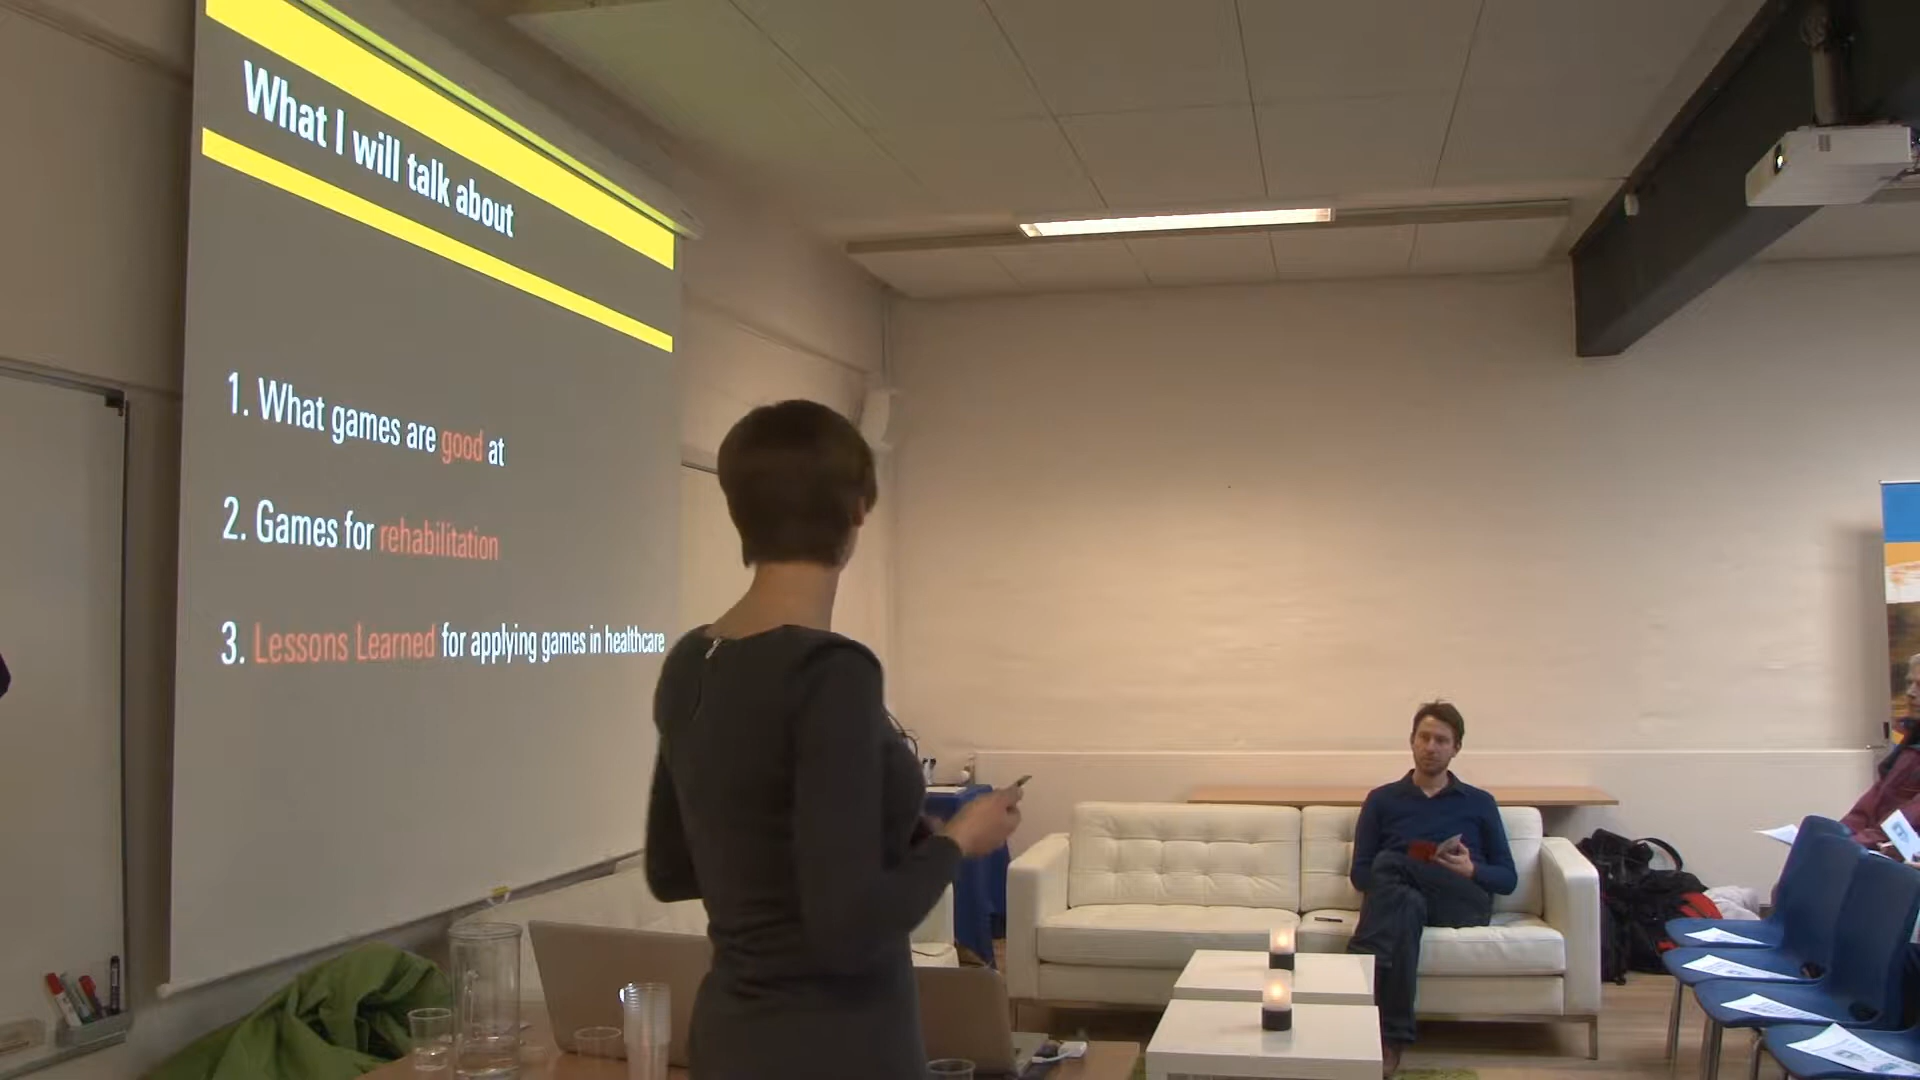 What I will talk about
1. What games are good at
2. Games for rehabilitation
3. Lessons Learned for applying games in healthcare